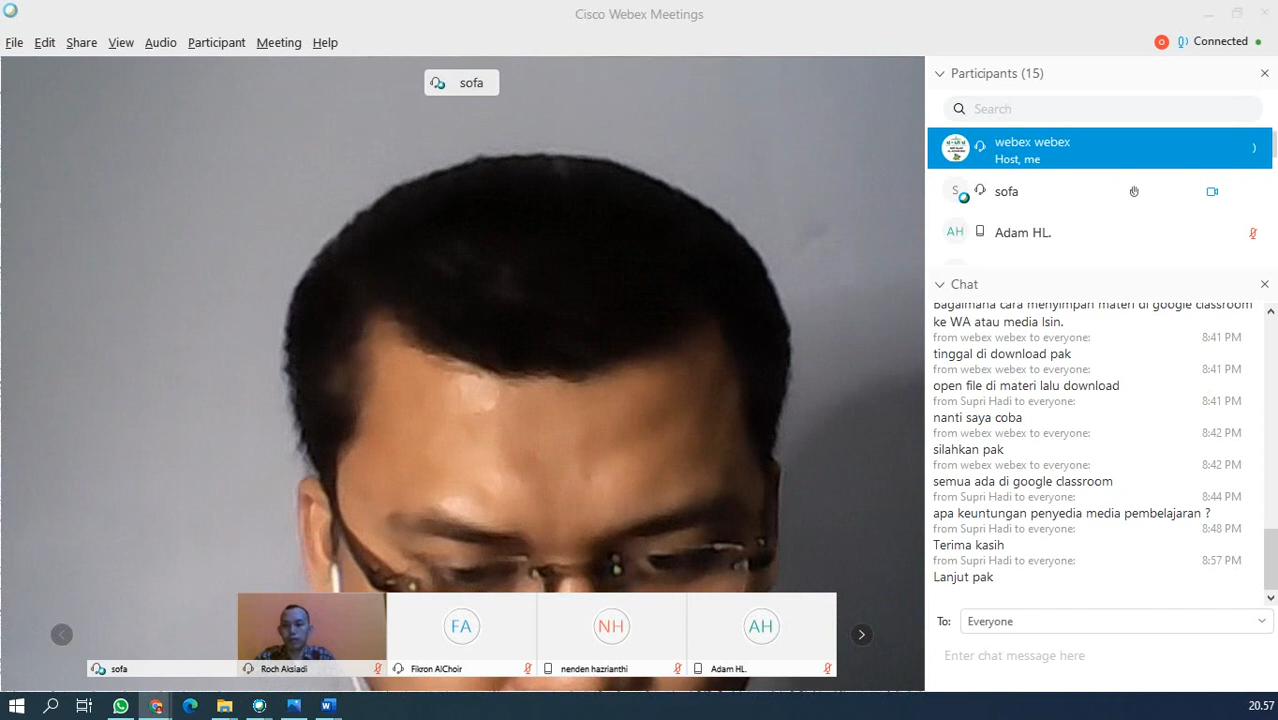 Cisco Webex Meetings
File Edit Share View Audio Participant Meeting Help
Connected
sofa
Participants (15)
Search
webex webex
Host, me
S sofa
AH Adam HL.
Chat
Bagaimana cara menyimpan materi di google classroom
ke WA atau media lsin.
from webex webex to everyone: 8:41 PM
tinggal di download pak
from webex webex to everyone: 8:41 PM
open file di materi lalu download
from Supri Hadi to everyone: 8:41 PM
nanti saya coba
from webex webex to everyone: 8:42 PM
silahkan pak
from webex webex to everyone: 8:42 PM
semua ada di google classroom
from Supri Hadi to everyone: 8:44 PM
apa keuntungan penyedia media pembelajaran ?
from Supri Hadi to everyone: 8:48 PM
Terima kasih
from Supri Hadi to everyone: 8:57 PM
Lanjut pak
To: Everyone
Enter chat message here
FA NH AH
sofa Roch Aksiadi Fikron AlChoir nenden hazrianthi Adam HL.
20.57